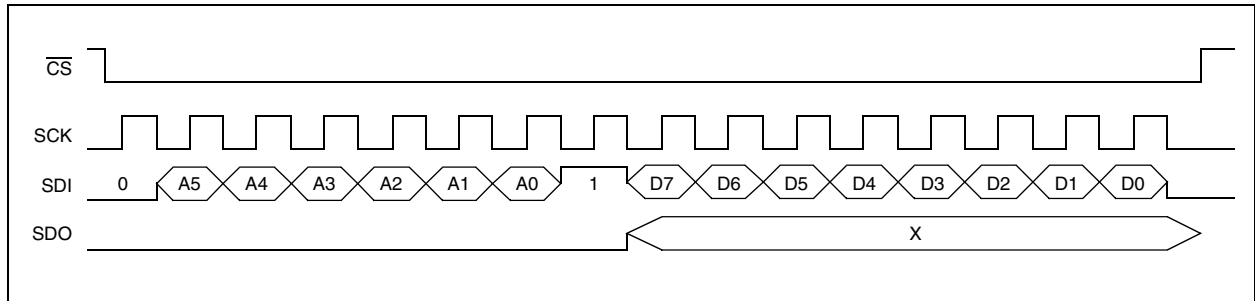 CS
SCK
SDI 0 A5 A4 A3 A2 A1 A0 1 D7 D6 D5 D4 D3 D2 D1 D0
SDO X